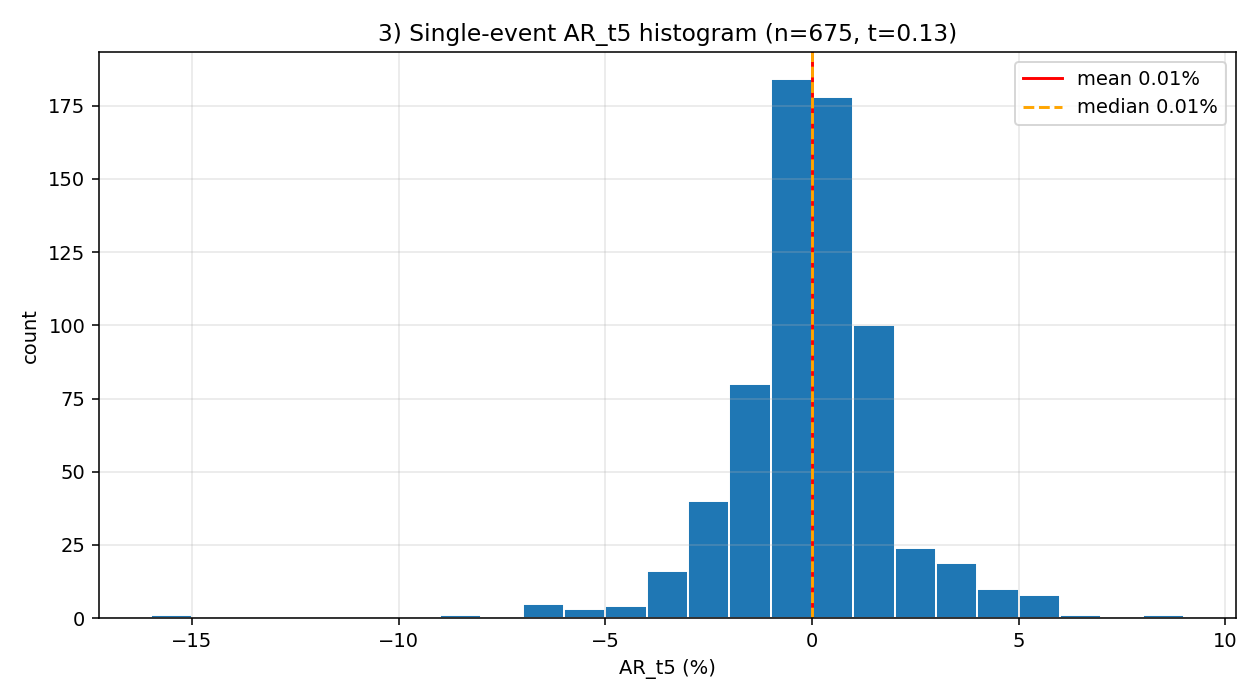 3) Single-event AR_t5 histogram (n=675, t=0.13)
mean 0.01%
median 0.01%
count
175
150
125
100
75
50
25
0
−15
−10
−5
0
5
10
AR_t5 (%)